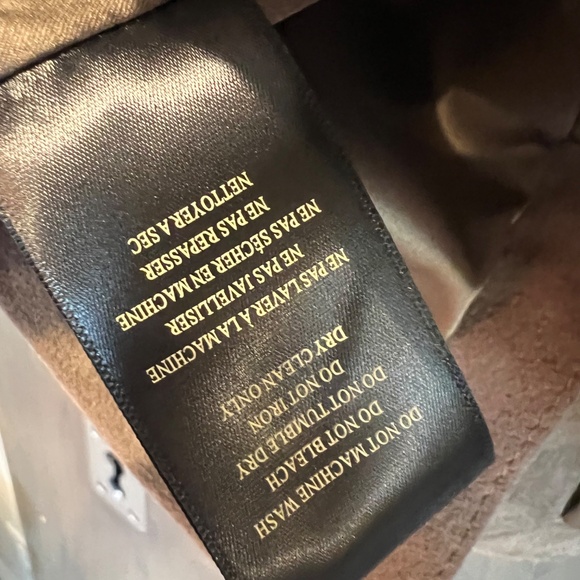 DO NOT MACHINE WASH
DO NOT BLEACH
DO NOT TUMBLE DRY
DO NOT IRON
DRY CLEAN ONLY
NE PAS LAVER À LA MACHINE
NE PAS JAVELLISER
NE PAS SÉCHER EN MACHINE
NE PAS REPASSER
NETTOYER A SEC